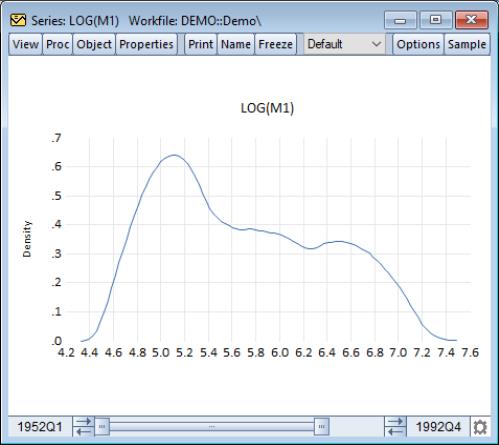 Series: LOG(M1) Workfile: DEMO::Demo\
View Proc Object Properties Print Name Freeze Default Options Sample
LOG(M1)
.7
.6
.5
.4
.3
.2
.1
.0
Density
4.2 4.4 4.6 4.8 5.0 5.2 5.4 5.6 5.8 6.0 6.2 6.4 6.6 6.8 7.0 7.2 7.4 7.6
1952Q1 1992Q4